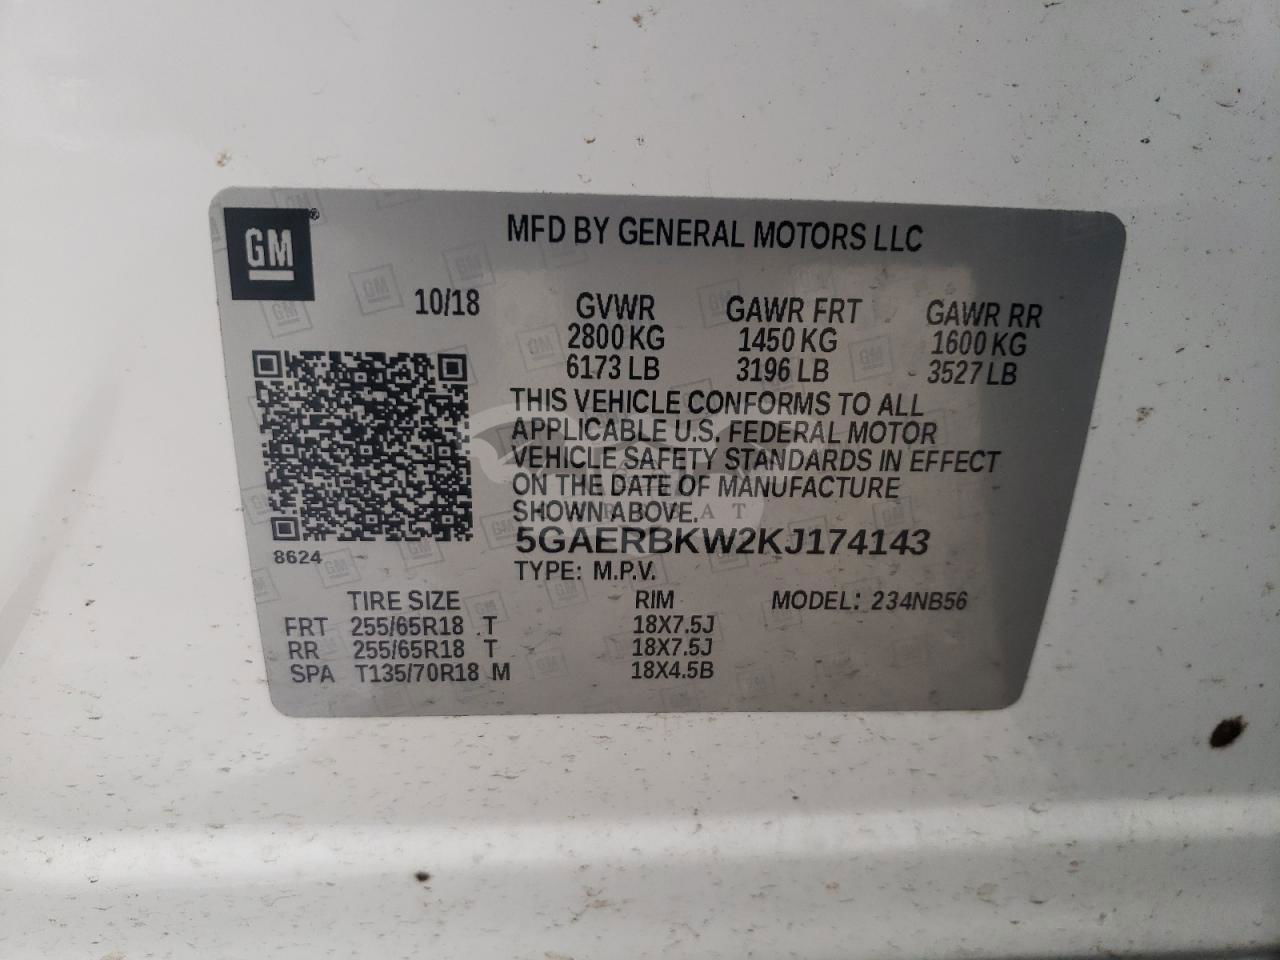 GM®
MFD BY GENERAL MOTORS LLC
10/18 GVWR GAWR FRT GAWR RR
2800 KG 1450 KG 1600 KG
6173 LB 3196 LB 3527 LB
THIS VEHICLE CONFORMS TO ALL
APPLICABLE U.S. FEDERAL MOTOR
VEHICLE SAFETY STANDARDS IN EFFECT
ON THE DATE OF MANUFACTURE
SHOWN ABOVE.
8624
5GAERBKW2KJ174143
TYPE: M.P.V.
TIRE SIZE RIM MODEL: 234NB56
FRT 255/65R18 T 18X7.5J
RR 255/65R18 T 18X7.5J
SPA T135/70R18 M 18X4.5B